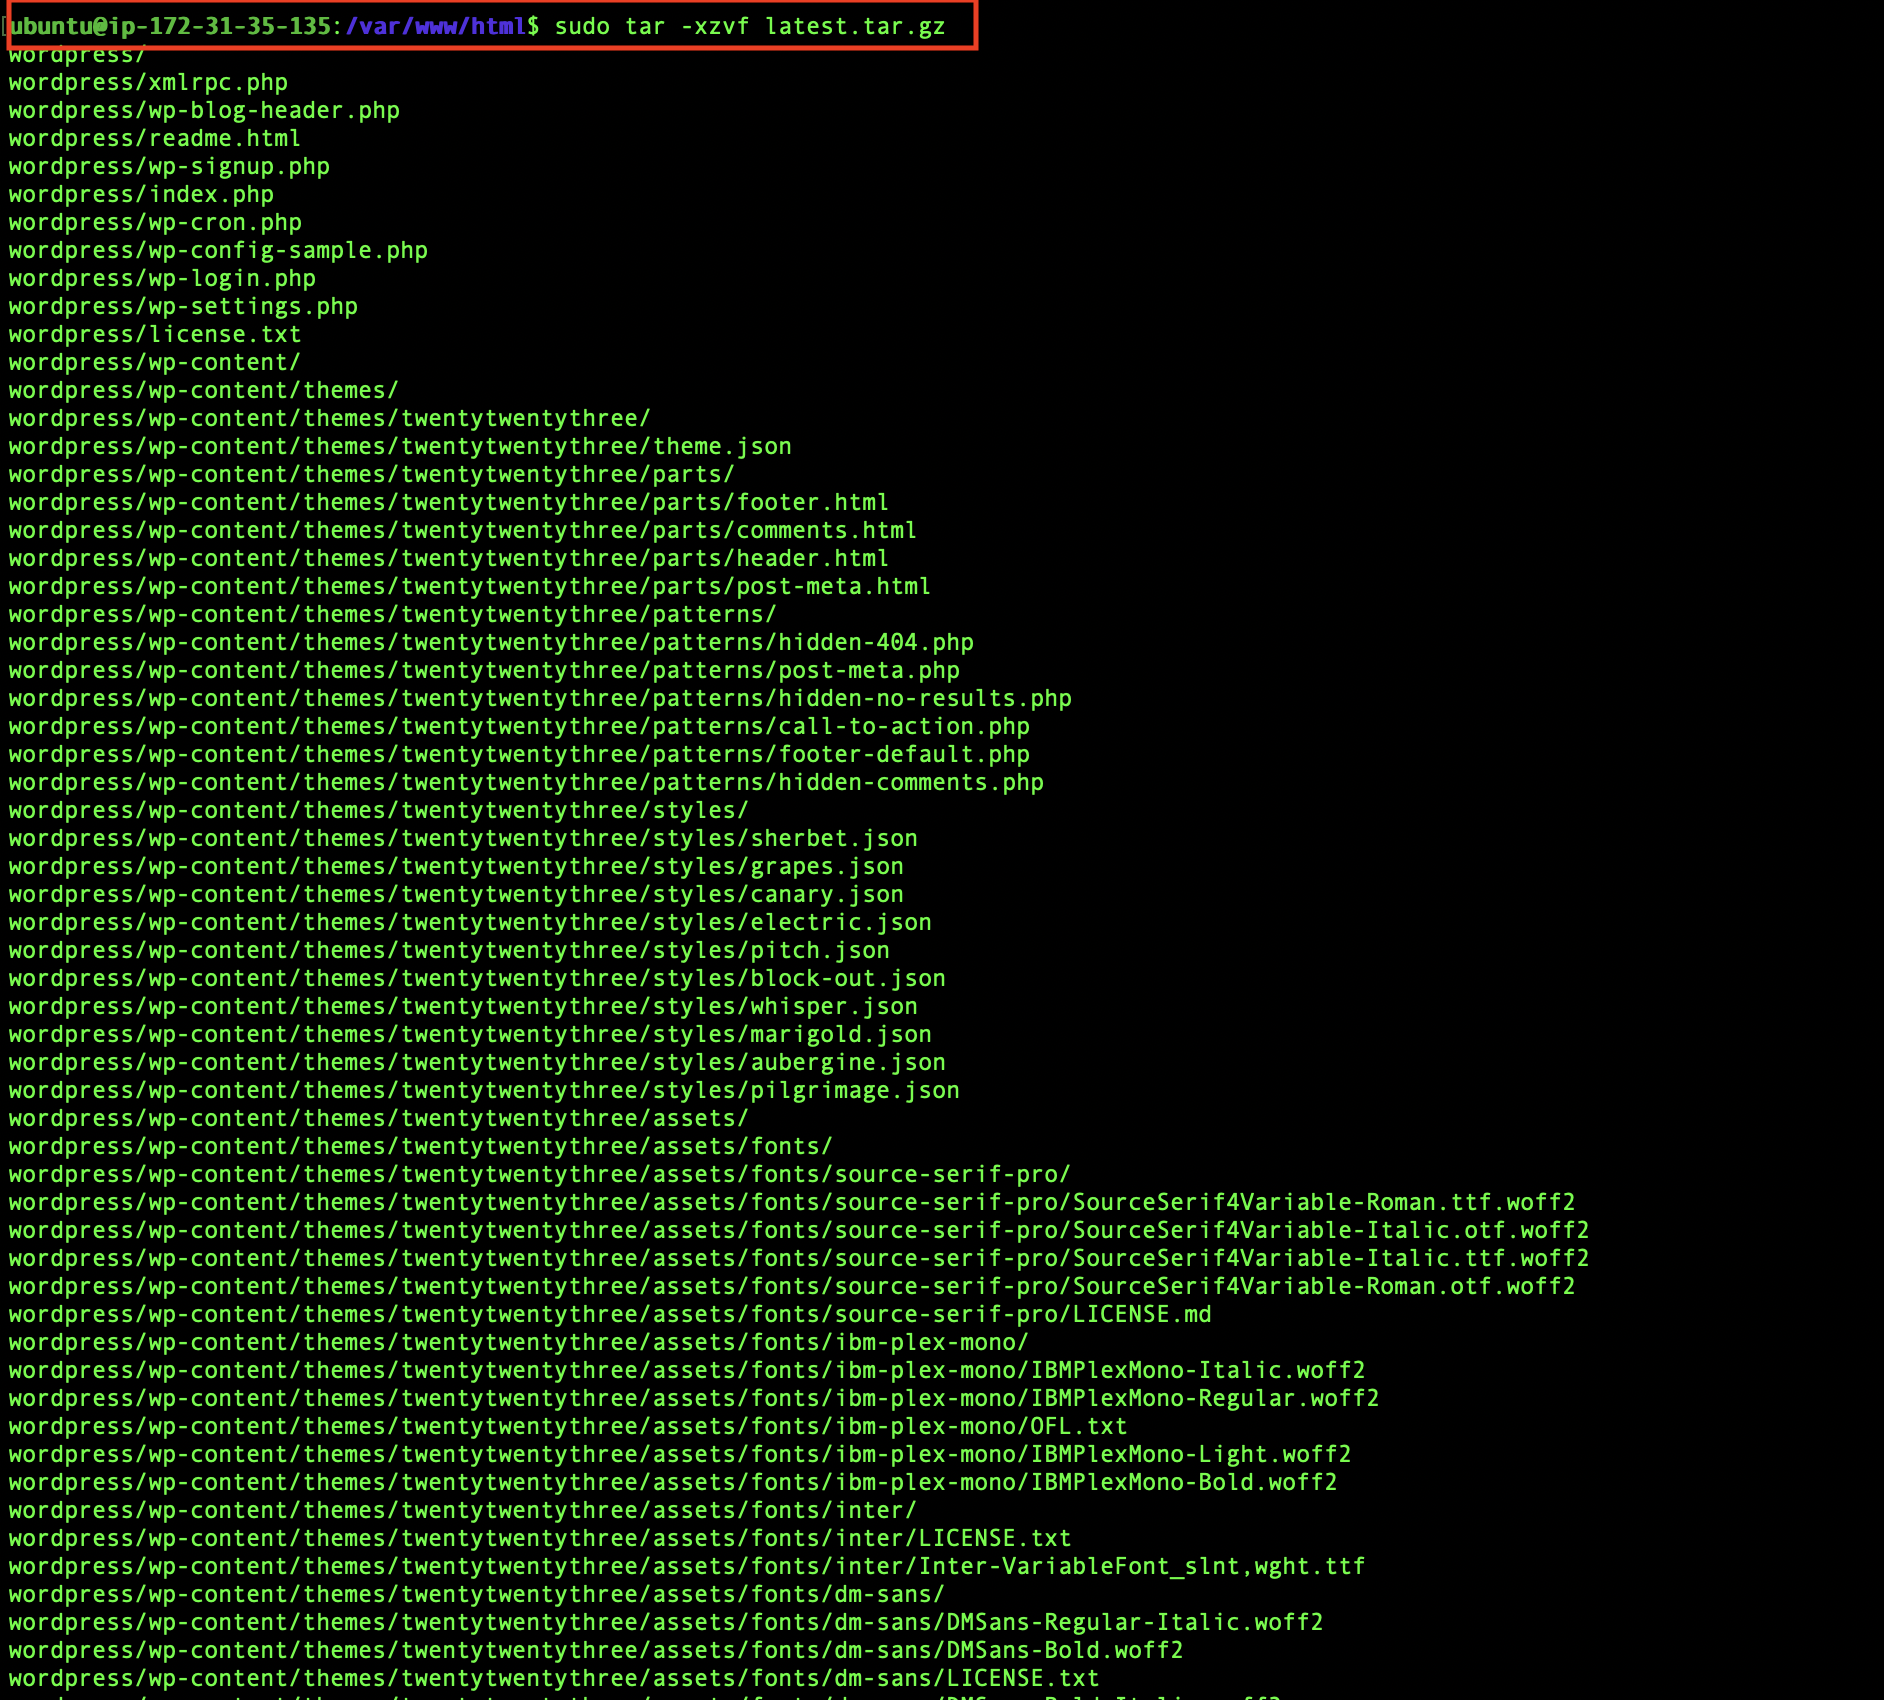 ubuntu@ip-172-31-35-135:/var/www/html$ sudo tar -xzvf latest.tar.gz
wordpress/
wordpress/xmlrpc.php
wordpress/wp-blog-header.php
wordpress/readme.html
wordpress/wp-signup.php
wordpress/index.php
wordpress/wp-cron.php
wordpress/wp-config-sample.php
wordpress/wp-login.php
wordpress/wp-settings.php
wordpress/license.txt
wordpress/wp-content/
wordpress/wp-content/themes/
wordpress/wp-content/themes/twentytwentythree/
wordpress/wp-content/themes/twentytwentythree/theme.json
wordpress/wp-content/themes/twentytwentythree/parts/
wordpress/wp-content/themes/twentytwentythree/parts/footer.html
wordpress/wp-content/themes/twentytwentythree/parts/comments.html
wordpress/wp-content/themes/twentytwentythree/parts/header.html
wordpress/wp-content/themes/twentytwentythree/parts/post-meta.html
wordpress/wp-content/themes/twentytwentythree/patterns/
wordpress/wp-content/themes/twentytwentythree/patterns/hidden-404.php
wordpress/wp-content/themes/twentytwentythree/patterns/post-meta.php
wordpress/wp-content/themes/twentytwentythree/patterns/hidden-no-results.php
wordpress/wp-content/themes/twentytwentythree/patterns/call-to-action.php
wordpress/wp-content/themes/twentytwentythree/patterns/footer-default.php
wordpress/wp-content/themes/twentytwentythree/patterns/hidden-comments.php
wordpress/wp-content/themes/twentytwentythree/styles/
wordpress/wp-content/themes/twentytwentythree/styles/sherbet.json
wordpress/wp-content/themes/twentytwentythree/styles/grapes.json
wordpress/wp-content/themes/twentytwentythree/styles/canary.json
wordpress/wp-content/themes/twentytwentythree/styles/electric.json
wordpress/wp-content/themes/twentytwentythree/styles/pitch.json
wordpress/wp-content/themes/twentytwentythree/styles/block-out.json
wordpress/wp-content/themes/twentytwentythree/styles/whisper.json
wordpress/wp-content/themes/twentytwentythree/styles/marigold.json
wordpress/wp-content/themes/twentytwentythree/styles/aubergine.json
wordpress/wp-content/themes/twentytwentythree/styles/pilgrimage.json
wordpress/wp-content/themes/twentytwentythree/assets/
wordpress/wp-content/themes/twentytwentythree/assets/fonts/
wordpress/wp-content/themes/twentytwentythree/assets/fonts/source-serif-pro/
wordpress/wp-content/themes/twentytwentythree/assets/fonts/source-serif-pro/SourceSerif4Variable-Roman.ttf.woff2
wordpress/wp-content/themes/twentytwentythree/assets/fonts/source-serif-pro/SourceSerif4Variable-Italic.otf.woff2
wordpress/wp-content/themes/twentytwentythree/assets/fonts/source-serif-pro/SourceSerif4Variable-Italic.ttf.woff2
wordpress/wp-content/themes/twentytwentythree/assets/fonts/source-serif-pro/SourceSerif4Variable-Roman.otf.woff2
wordpress/wp-content/themes/twentytwentythree/assets/fonts/source-serif-pro/LICENSE.md
wordpress/wp-content/themes/twentytwentythree/assets/fonts/ibm-plex-mono/
wordpress/wp-content/themes/twentytwentythree/assets/fonts/ibm-plex-mono/IBMPlexMono-Italic.woff2
wordpress/wp-content/themes/twentytwentythree/assets/fonts/ibm-plex-mono/IBMPlexMono-Regular.woff2
wordpress/wp-content/themes/twentytwentythree/assets/fonts/ibm-plex-mono/OFL.txt
wordpress/wp-content/themes/twentytwentythree/assets/fonts/ibm-plex-mono/IBMPlexMono-Light.woff2
wordpress/wp-content/themes/twentytwentythree/assets/fonts/ibm-plex-mono/IBMPlexMono-Bold.woff2
wordpress/wp-content/themes/twentytwentythree/assets/fonts/inter/
wordpress/wp-content/themes/twentytwentythree/assets/fonts/inter/LICENSE.txt
wordpress/wp-content/themes/twentytwentythree/assets/fonts/inter/Inter-VariableFont_slnt,wght.ttf
wordpress/wp-content/themes/twentytwentythree/assets/fonts/dm-sans/
wordpress/wp-content/themes/twentytwentythree/assets/fonts/dm-sans/DMSans-Regular-Italic.woff2
wordpress/wp-content/themes/twentytwentythree/assets/fonts/dm-sans/DMSans-Bold.woff2
wordpress/wp-content/themes/twentytwentythree/assets/fonts/dm-sans/LICENSE.txt